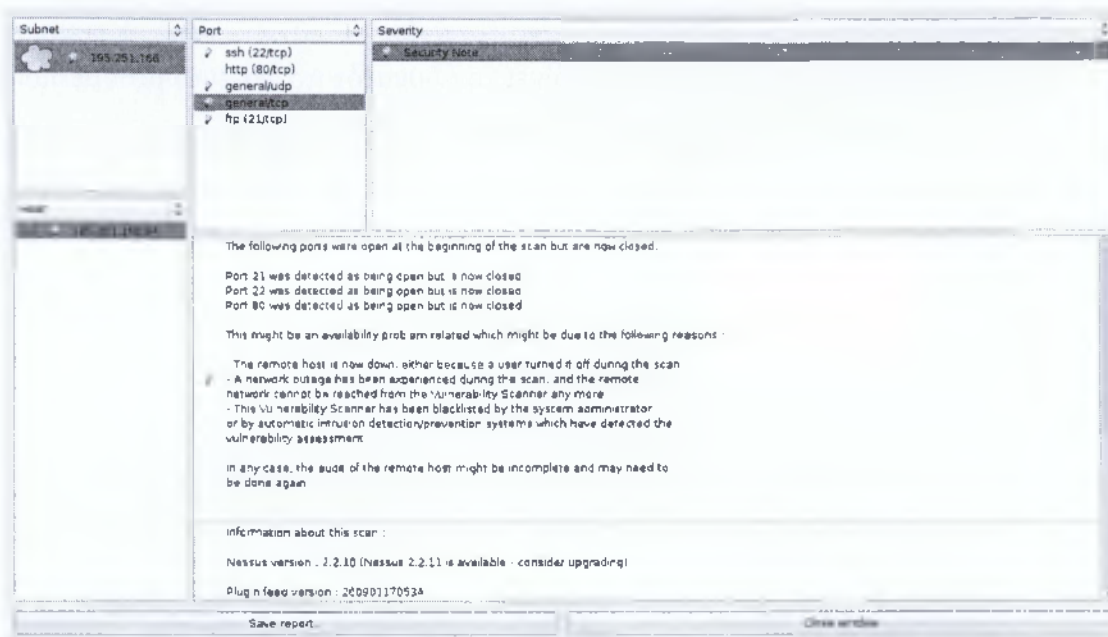 Subnet
Port
Severity
195.251.166
ssh (22/tcp)
http (80/tcp)
general/udp
general/tcp
ftp (21/tcp)
Security Note
The following ports were open at the beginning of the scan but are now closed.
Port 21 was detected as being open but is now closed
Port 22 was detected as being open but is now closed
Port 80 was detected as being open but is now closed
This might be an availability problem related which might be due to the following reasons :
The remote host is now down, either because a user turned it off during the scan
- A network outage has been experienced during the scan, and the remote
network cannot be reached from the Vulnerability Scanner any more
- This Vulnerability Scanner has been blacklisted by the system administrator
or by automatic intrusion detection/prevention systems which have detected the
vulnerability assessment
In any case, the audit of the remote host might be incomplete and may need to
be done again
Information about this scan :
Nessus version : 2.2.10 (Nessus 2.2.11 is available - consider upgrading)
Plugin feed version :
Save report...
Close window